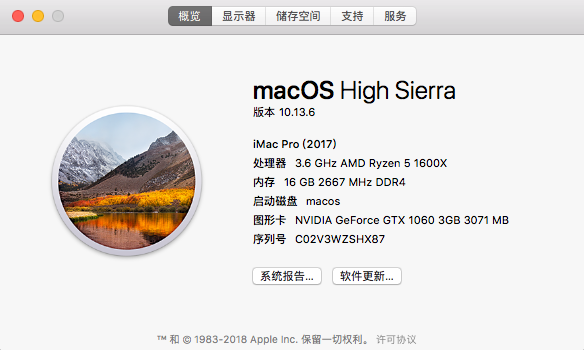 概览 显示器 储存空间 支持 服务
macOS High Sierra
版本 10.13.6
iMac Pro (2017)
处理器 3.6 GHz AMD Ryzen 5 1600X
内存 16 GB 2667 MHz DDR4
启动磁盘 macos
图形卡 NVIDIA GeForce GTX 1060 3GB 3071 MB
序列号 C02V3WZSHX87
系统报告... 软件更新...
™ 和 © 1983-2018 Apple Inc. 保留一切权利。 许可协议